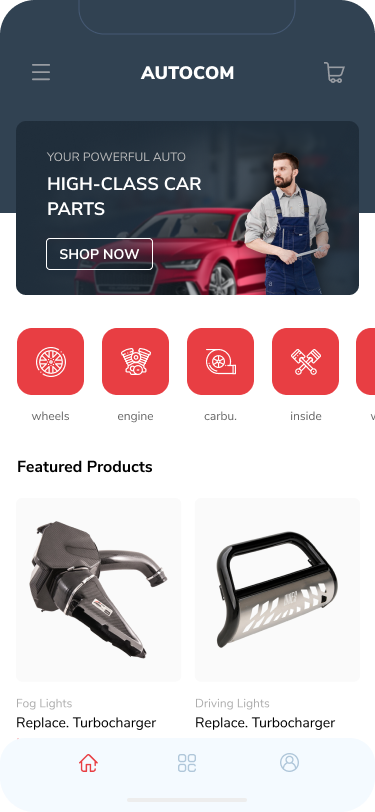 AUTOCOM
YOUR POWERFUL AUTO
HIGH-CLASS CAR
PARTS
SHOP NOW
wheels
engine
carbu.
inside
Featured Products
Fog Lights
Driving Lights
Replace. Turbocharger
Replace. Turbocharger